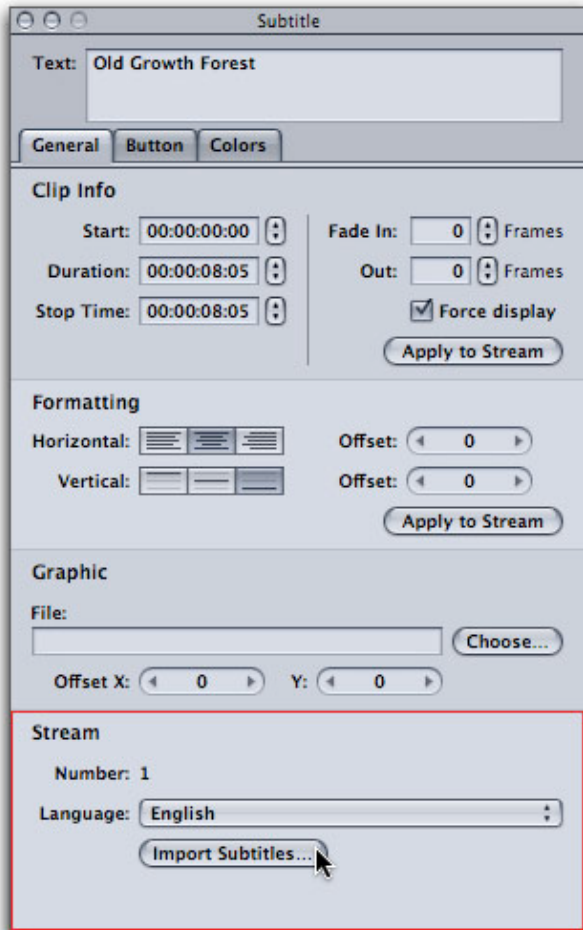 Subtitle
Text: Old Growth Forest
General Button Colors
Clip Info
Start: 00:00:00:00 Fade In: 0 Frames
Duration: 00:00:08:05 Out: 0 Frames
Stop Time: 00:00:08:05 Force display
Apply to Stream
Formatting
Horizontal: Offset: 0
Vertical: Offset: 0
Apply to Stream
Graphic
File:
Choose...
Offset X: 0 Y: 0
Stream
Number: 1
Language: English
Import Subtitles...